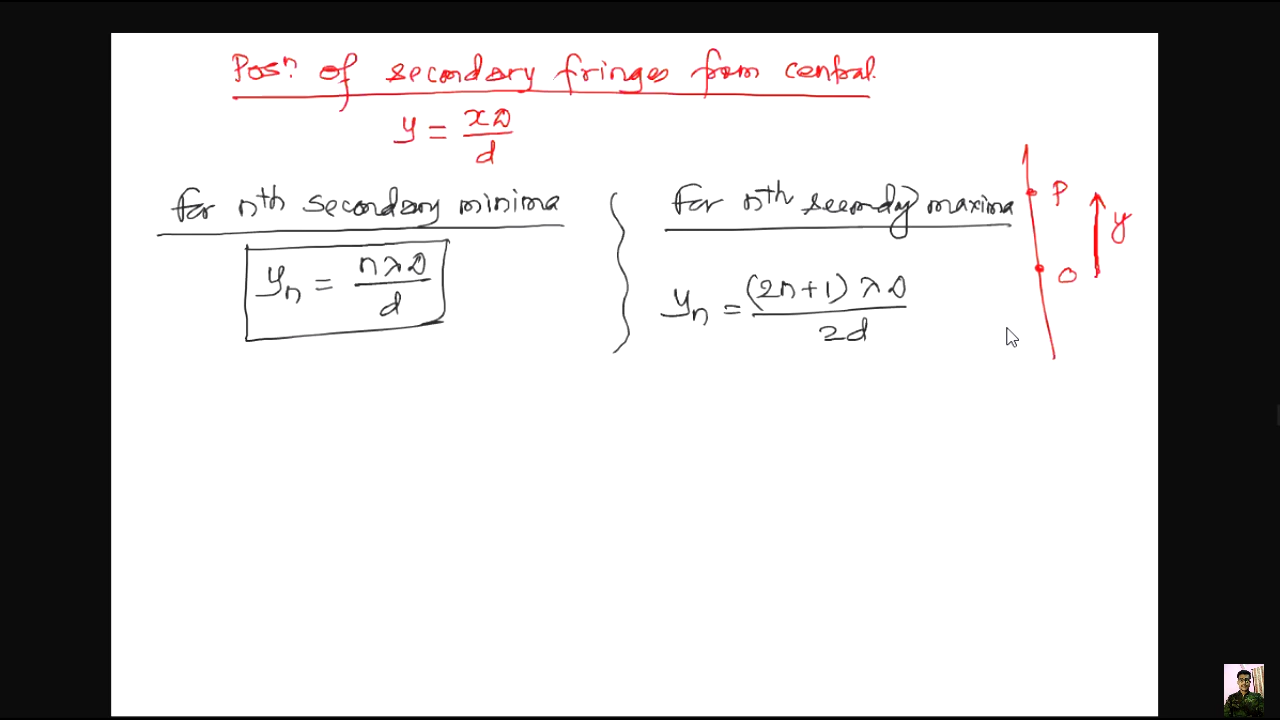 Posⁿ of secondary fringes from central.
y = xD/d
for nth secondary minima
yₙ = nλD/d
for nth secondy maxima
yₙ = (2n+1) λD/2d
P
y
O